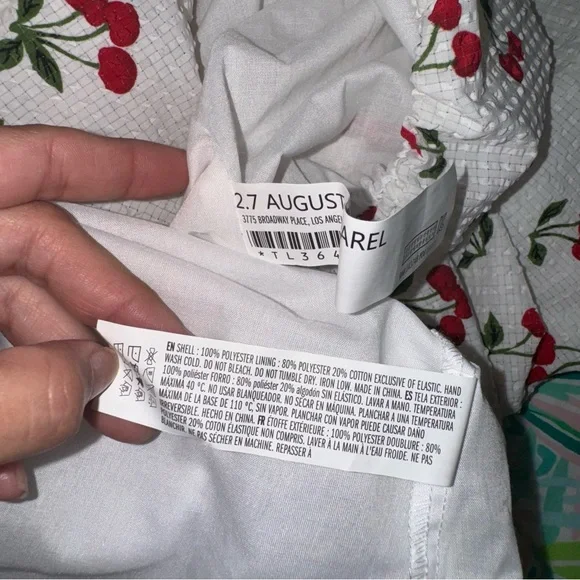 2.7 AUGUST
3775 BROADWAY PLACE, LOS ANGE
*TL364
AREL
EN SHELL : 100% POLYESTER LINING : 80% POLYESTER 20% COTTON EXCLUSIVE OF ELASTIC. HAND
WASH COLD. DO NOT BLEACH. DO NOT TUMBLE DRY. IRON LOW. MADE IN CHINA. ES TELA EXTERIOR :
100% poliéster FORRO : 80% poliéster 20% algodón SIN ELÁSTICO. LAVAR A MANO. TEMPERATURA
MÁXIMA 40 °C. NO USAR BLANQUEADOR. NO SECAR EN MÁQUINA. PLANCHAR A UNA TEMPERATURA
MÁXIMA DE LA BASE DE 110 °C, SIN VAPOR. PLANCHAR CON VAPOR PUEDE CAUSAR DAÑO
IRREVERSIBLE. HECHO EN CHINA. FR ÉTOFFE EXTÉRIEURE : 100% POLYESTER DOUBLURE : 80%
POLYESTER 20% COTON ÉLASTIQUE NON COMPRIS. LAVER À LA MAIN À L'EAU FROIDE. NE PAS
BLANCHIR. NE PAS SÉCHER EN MACHINE. REPASSER À